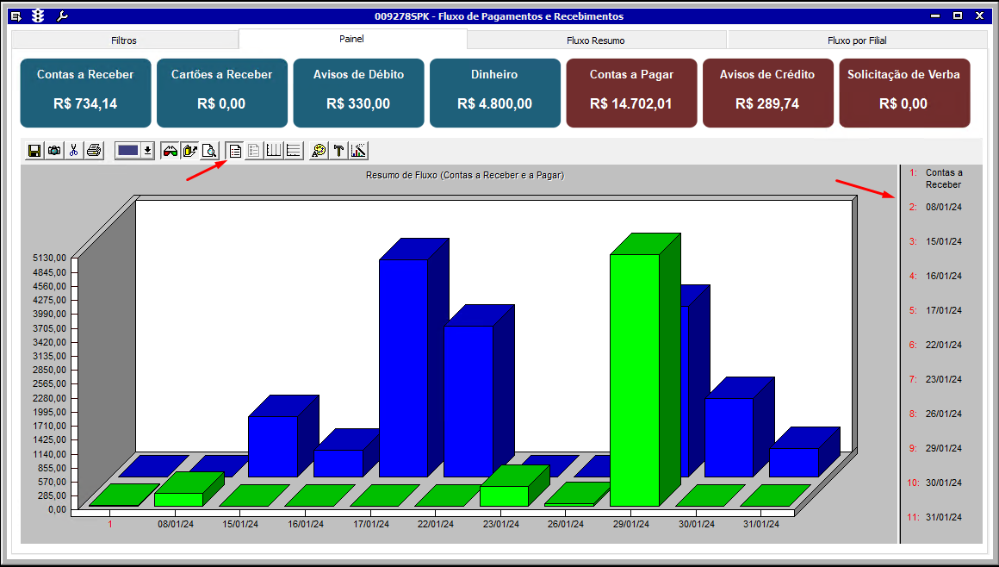 009278SPK - Fluxo de Pagamentos e Recebimentos
Filtros
Painel
Fluxo Resumo
Fluxo por Filial
Contas a Receber
R$ 734,14
Cartões a Receber
R$ 0,00
Avisos de Débito
R$ 330,00
Dinheiro
R$ 4.800,00
Contas a Pagar
R$ 14.702,01
Avisos de Crédito
R$ 289,74
Solicitação de Verba
R$ 0,00
Resumo de Fluxo (Contas a Receber e a Pagar)
5130,00
4845,00
4560,00
4275,00
3990,00
3705,00
3420,00
3135,00
2850,00
2565,00
2280,00
1995,00
1710,00
1425,00
1140,00
855,00
570,00
285,00
0,00
1
08/01/24
15/01/24
16/01/24
17/01/24
22/01/24
23/01/24
26/01/24
29/01/24
30/01/24
31/01/24
1: Contas a
Receber
2: 08/01/24
3: 15/01/24
4: 16/01/24
5: 17/01/24
6: 22/01/24
7: 23/01/24
8: 26/01/24
9: 29/01/24
10: 30/01/24
11: 31/01/24